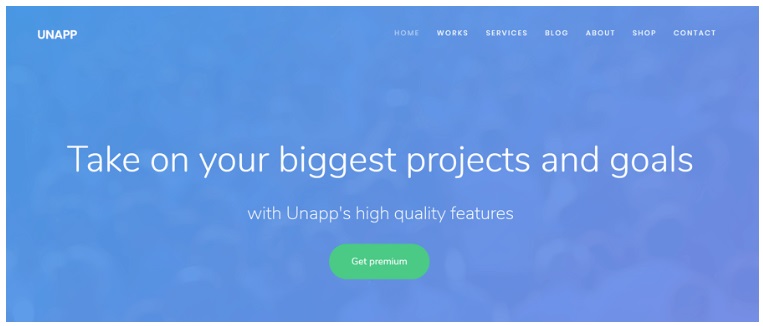 UNAPP
HOME WORKS SERVICES BLOG ABOUT SHOP CONTACT
Take on your biggest projects and goals
with Unapp's high quality features
Get premium